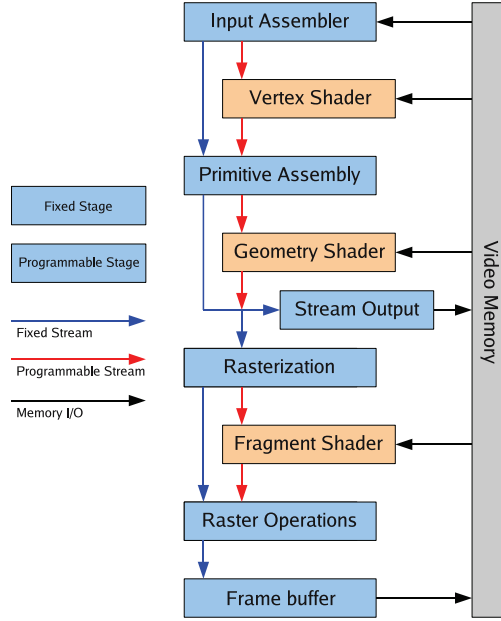 Input Assembler
Vertex Shader
Primitive Assembly
Fixed Stage
Programmable Stage
Geometry Shader
Stream Output
Fixed Stream
Programmable Stream
Memory I/O
Rasterization
Fragment Shader
Raster Operations
Frame buffer
Video Memory